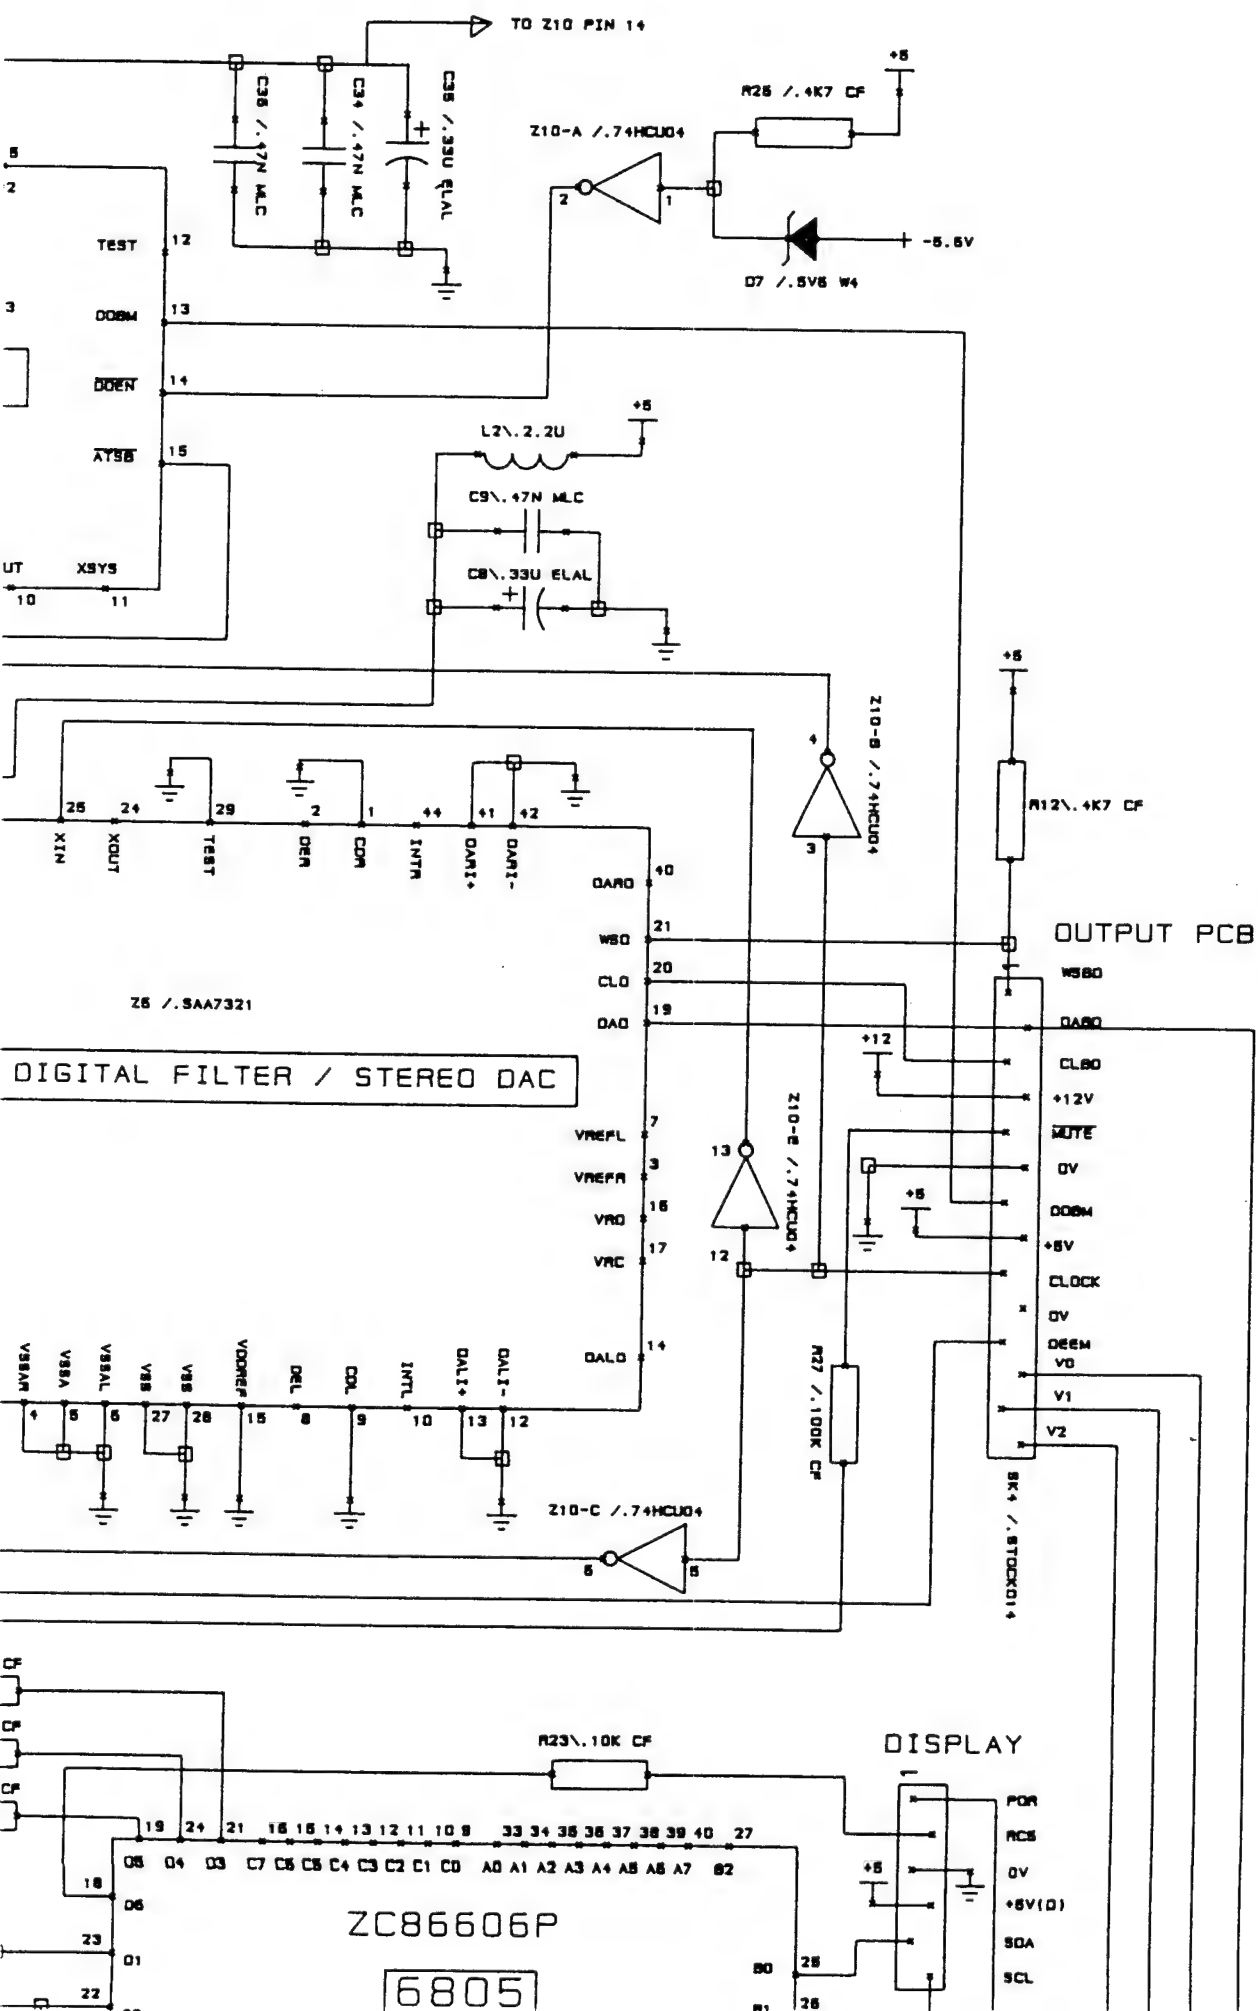 TO Z10 PIN 14
+5
R26 /.4K7 CF
C36 /.47N MLC
C34 /.47N MLC
C35 /.33U ELAL
+
Z10-A /.74HCU04
5
2
2
1
TEST
12
+ -5.6V
D7 /.5V6 W4
3
DOBM
13
DOEN
14
+5
L2\.2.2U
ATSB
15
C9\.47N MLC
UT
XSYS
C8\.33U ELAL
+
10
11
+5
Z10-B /.74HCU04
4
3
R12\.4K7 CF
25
24
29
2
1
44
41
42
XIN
XOUT
TEST
DER
COR
INTR
DARI+
DARI-
DARO
40
WSO
21
OUTPUT PCB
1
CLO
20
WSBO
Z6 /.SAA7321
DAO
19
DABO
+12
CLBO
DIGITAL FILTER / STEREO DAC
+12V
Z10-E /.74HCU04
VREFL
7
13
MUTE
VREFR
3
0V
+5
VRO
16
DOBM
VRC
17
12
+5V
CLOCK
0V
DEEM
VSSAR
VSSA
VSSAL
VSS
VSS
VDDREF
DEL
COL
INTL
DALI+
DALI-
DALO
14
V0
V1
V2
4
5
6
27
28
15
8
9
10
13
12
R27 /.100K CF
SK4 /.STOCKO14
Z10-C /.74HCU04
6
5
CF
CF
R23\.10K CF
DISPLAY
1
CF
POR
19
24
21
16
15
14
13
12
11
10
9
33
34
35
36
37
38
39
40
27
RCS
D5
D4
D3
C7
C6
C5
C4
C3
C2
C1
C0
A0
A1
A2
A3
A4
A5
A6
A7
B2
+5
0V
18
D6
+5V(D)
ZC86606P
23
D1
SDA
B0
25
SCL
6805
22
B1
26